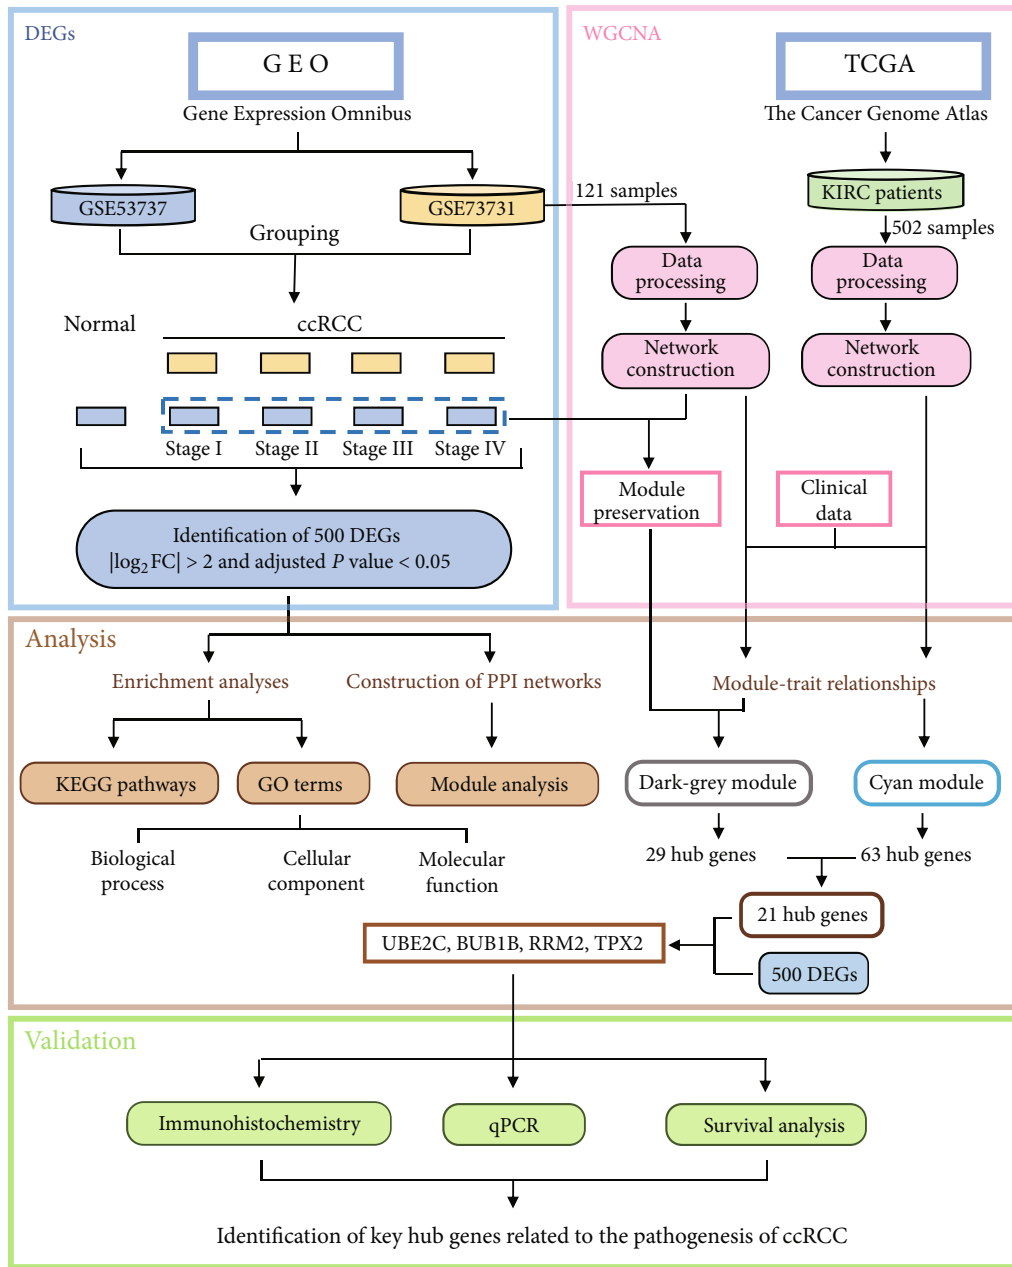 DEGs
G E O
Gene Expression Omnibus
GSE53737
GSE73731
Grouping
Normal
ccRCC
Stage I
Stage II
Stage III
Stage IV
Identification of 500 DEGs
|log₂ FC| > 2 and adjusted P value < 0.05
WGCNA
TCGA
The Cancer Genome Atlas
121 samples
KIRC patients
502 samples
Data
processing
Data
processing
Network
construction
Network
construction
Module
preservation
Clinical
data
Analysis
Enrichment analyses
Construction of PPI networks
Module-trait relationships
KEGG pathways
GO terms
Module analysis
Dark-grey module
Cyan module
Biological
process
Cellular
component
Molecular
function
29 hub genes
63 hub genes
21 hub genes
UBE2C, BUB1B, RRM2, TPX2
500 DEGs
Validation
Immunohistochemistry
qPCR
Survival analysis
Identification of key hub genes related to the pathogenesis of ccRCC